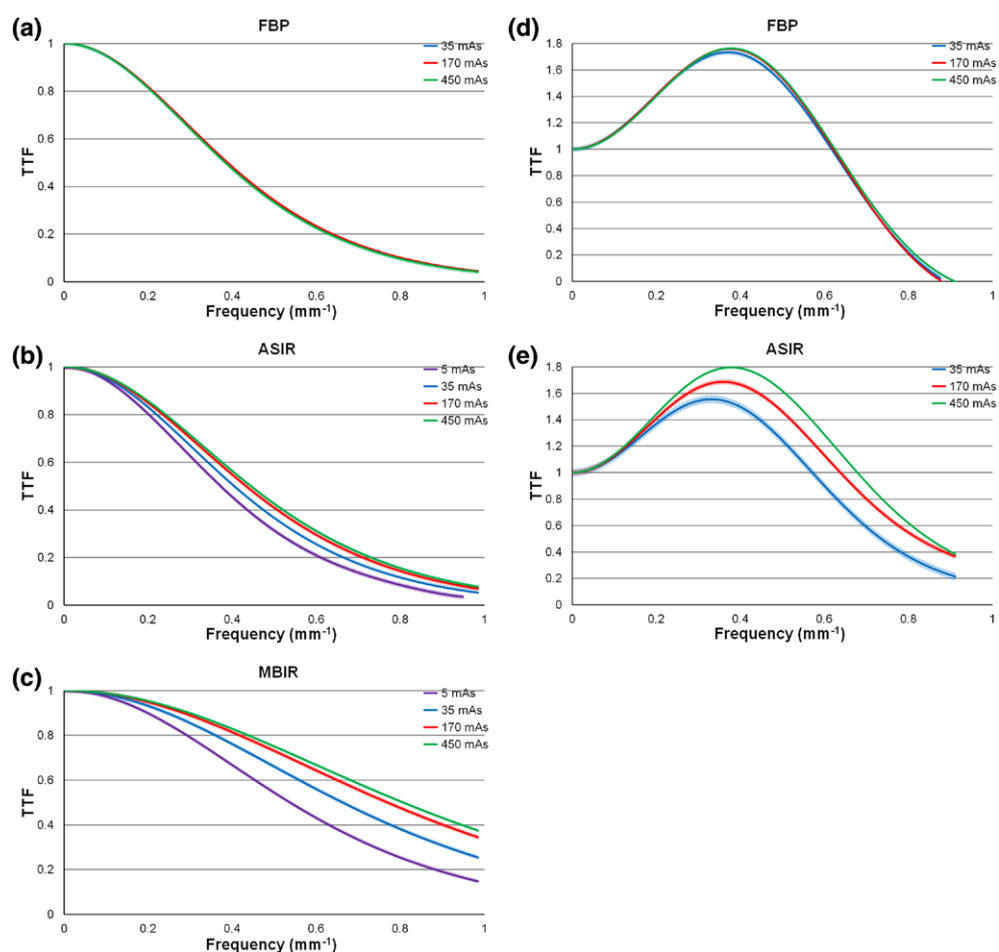 (a)
FBP
35 mAs
170 mAs
450 mAs
1
0.8
0.6
0.4
0.2
0
TTF
0 0.2 0.4 0.6 0.8 1
Frequency (mm⁻¹)
(d)
FBP
35 mAs
170 mAs
450 mAs
1.8
1.6
1.4
1.2
1
0.8
0.6
0.4
0.2
0
TTF
0 0.2 0.4 0.6 0.8 1
Frequency (mm⁻¹)
(b)
ASIR
5 mAs
35 mAs
170 mAs
450 mAs
1
0.8
0.6
0.4
0.2
0
TTF
0 0.2 0.4 0.6 0.8 1
Frequency (mm⁻¹)
(e)
ASIR
35 mAs
170 mAs
450 mAs
1.8
1.6
1.4
1.2
1
0.8
0.6
0.4
0.2
0
TTF
0 0.2 0.4 0.6 0.8 1
Frequency (mm⁻¹)
(c)
MBIR
5 mAs
35 mAs
170 mAs
450 mAs
1
0.8
0.6
0.4
0.2
0
TTF
0 0.2 0.4 0.6 0.8 1
Frequency (mm⁻¹)